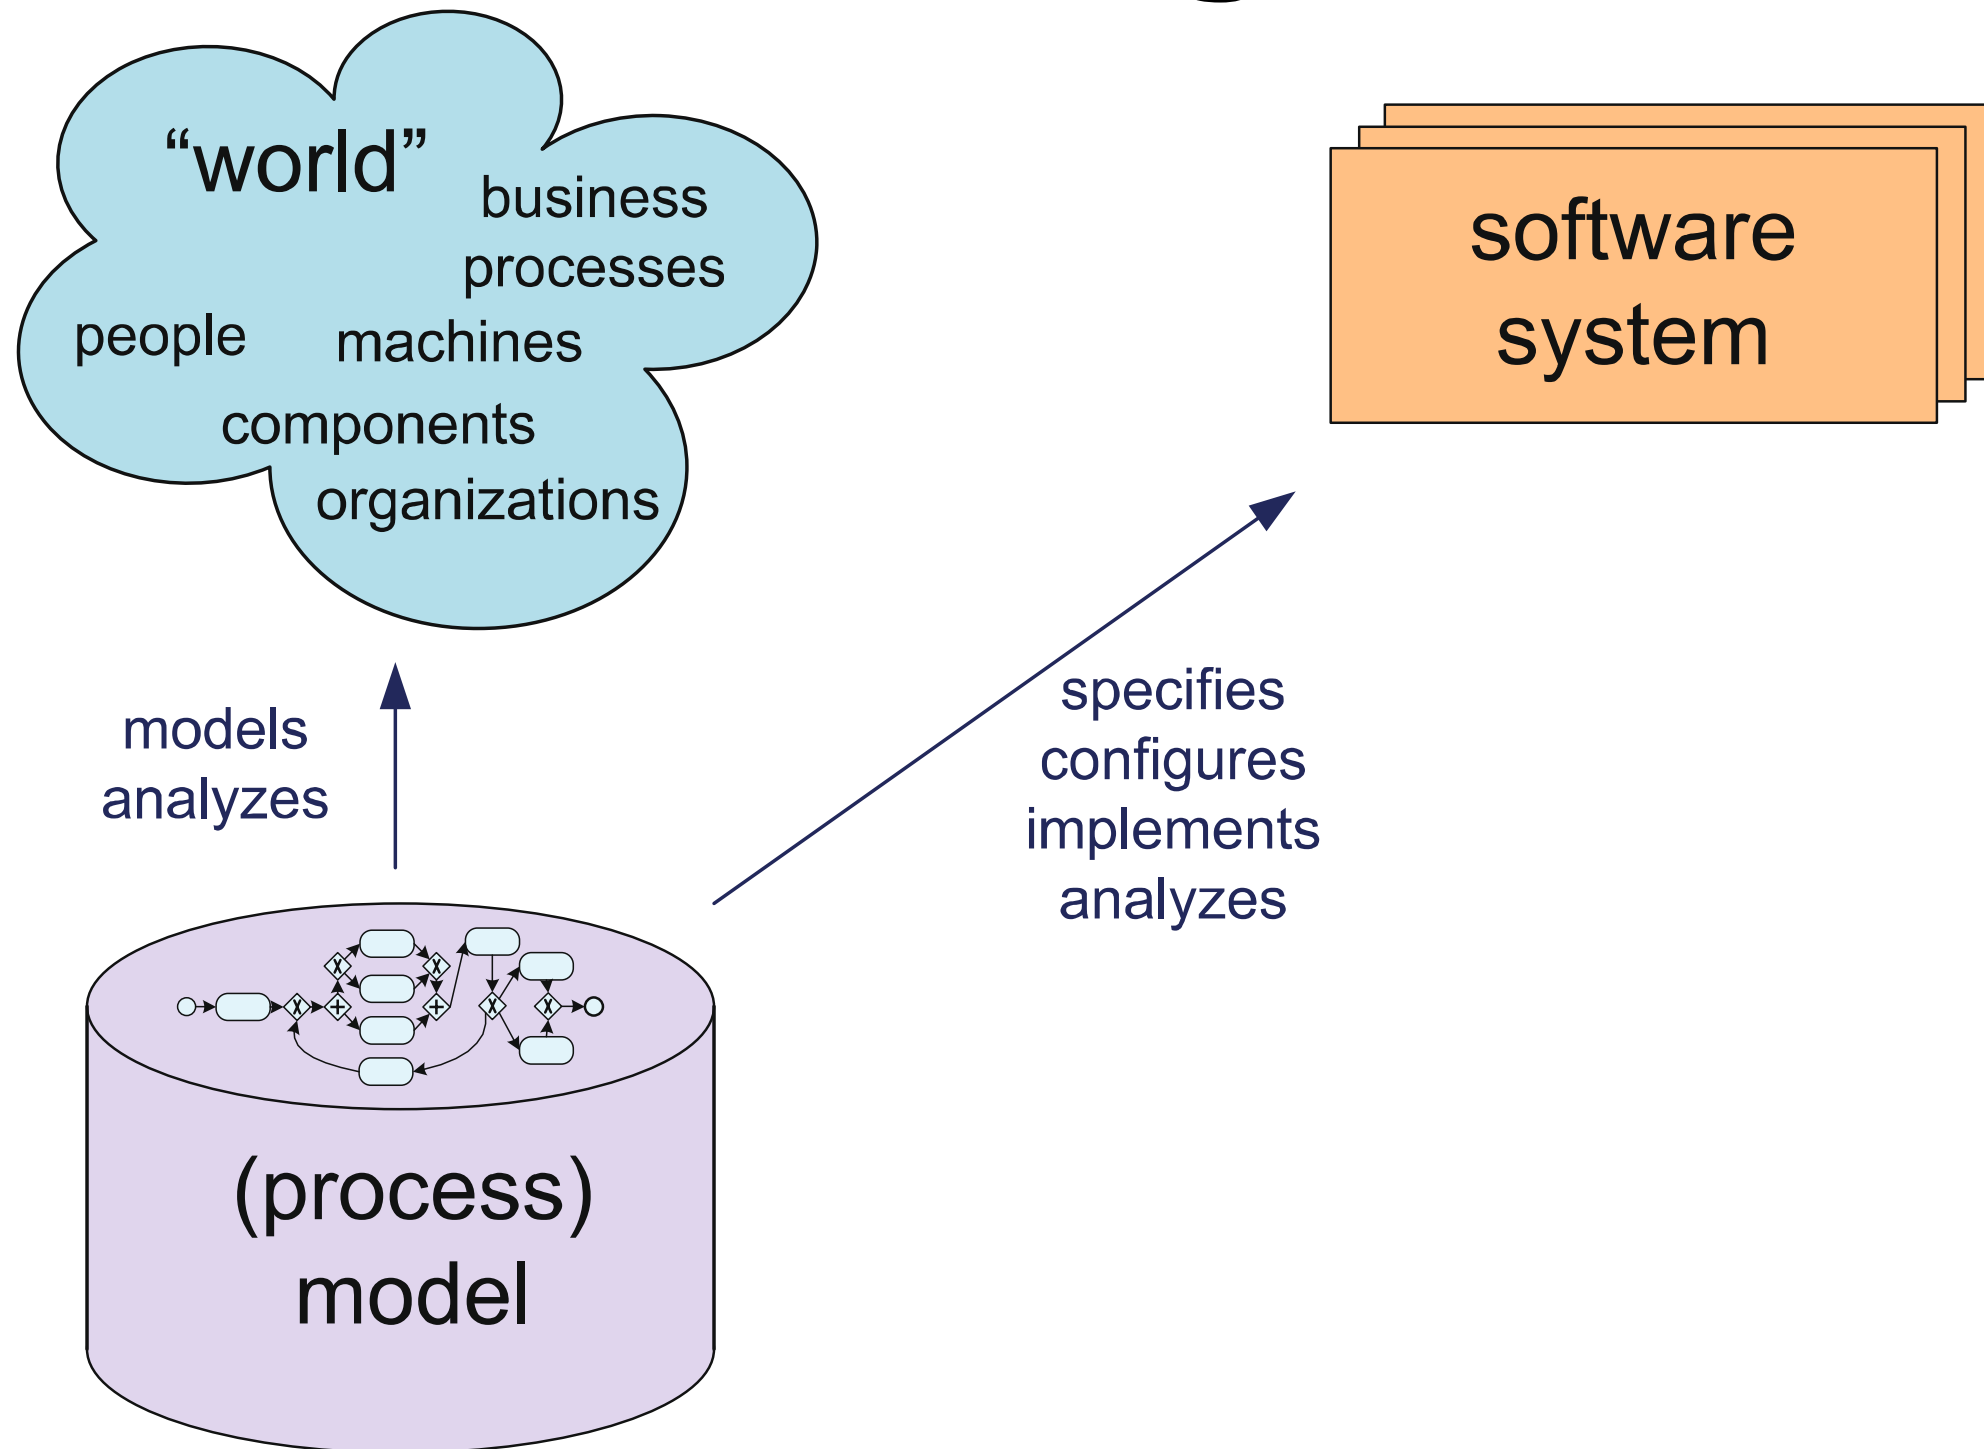 “world”
business
processes
people
machines
components
organizations
software
system
models
analyzes
specifies
configures
implements
analyzes
(process)
model